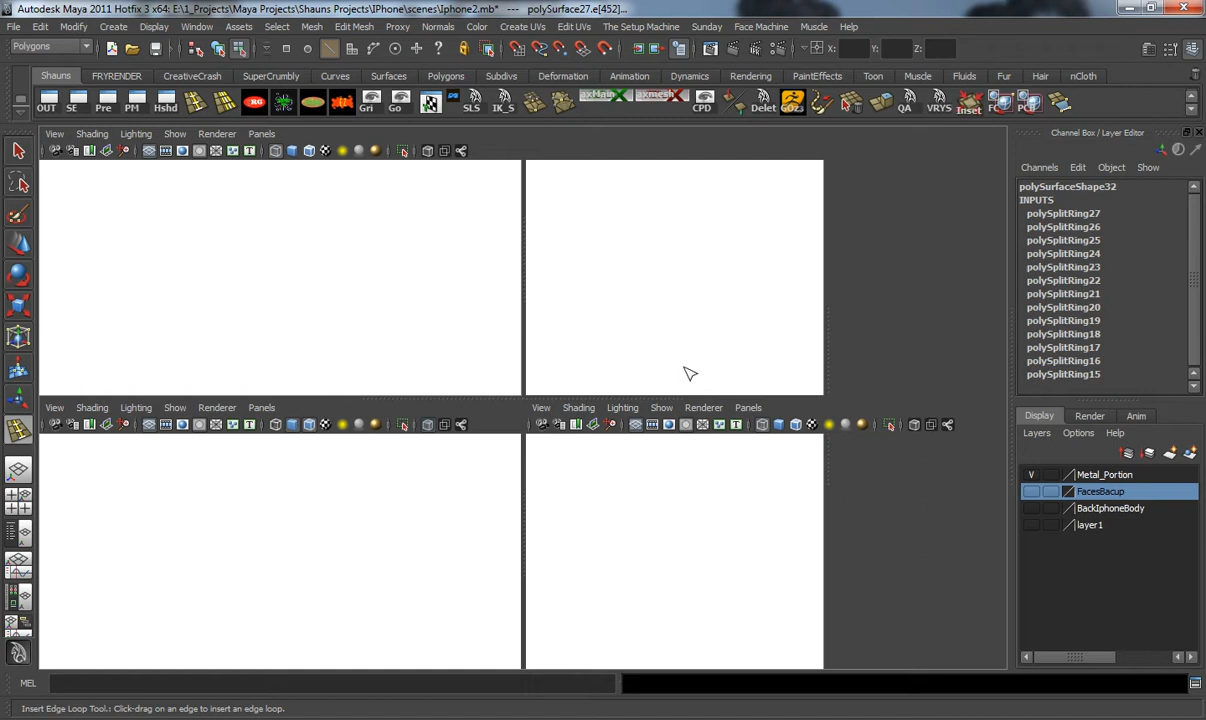 Autodesk Maya 2011 Hotfix 3 x64: E:\1_Projects\Maya Projects\Shauns Projects\IPhone\scenes\Iphone2.mb* --- polySurface27.e[452]...
File Edit Modify Create Display Window Assets Select Mesh Edit Mesh Proxy Normals Color Create UVs Edit UVs The Setup Machine Sunday Face Machine Muscle Help
Polygons X: Y: Z:
Shauns FRYRENDER CreativeCrash SuperCrumbly Curves Surfaces Polygons Subdivs Deformation Animation Dynamics Rendering PaintEffects Toon Muscle Fluids Fur Hair nCloth
axMain axmesh
OUT SE Pre PM Hshd Gri Go SLS IK_S CPD Delet GOZ3 QA VRYS Inset
View Shading Lighting Show Renderer Panels
Channel Box / Layer Editor
Channels Edit Object Show
polySurfaceShape32
INPUTS
polySplitRing27
polySplitRing26
polySplitRing25
polySplitRing24
polySplitRing23
polySplitRing22
polySplitRing21
polySplitRing20
polySplitRing19
polySplitRing18
polySplitRing17
polySplitRing16
polySplitRing15
View Shading Lighting Show Renderer Panels
View Shading Lighting Show Renderer Panels
Display Render Anim
Layers Options Help
V Metal_Portion
FacesBacup
BackIphoneBody
layer1
MEL
Insert Edge Loop Tool.: Click-drag on an edge to insert an edge loop.